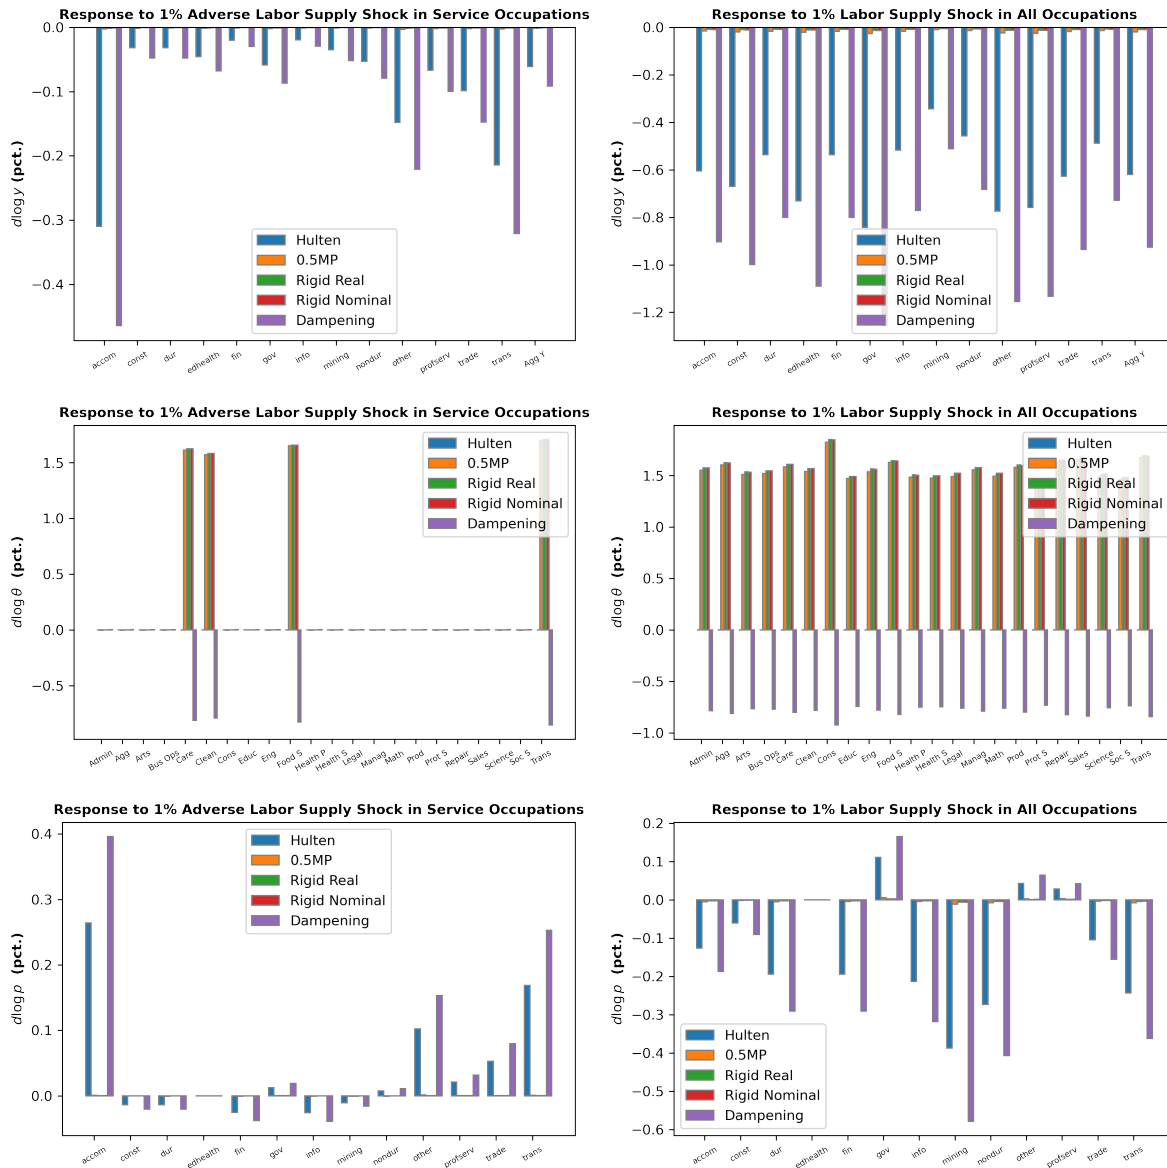 Response to 1% Adverse Labor Supply Shock in Service Occupations
0.0
−0.1
−0.2
−0.3
−0.4
dlog y (pct.)
Hulten
0.5MP
Rigid Real
Rigid Nominal
Dampening
accom const dur edhealth fin gov info mining nondur other profserv trade trans Agg Y
Response to 1% Labor Supply Shock in All Occupations
0.0
−0.2
−0.4
−0.6
−0.8
−1.0
−1.2
dlog y (pct.)
Hulten
0.5MP
Rigid Real
Rigid Nominal
Dampening
accom const dur edhealth fin gov info mining nondur other profserv trade trans Agg Y
Response to 1% Adverse Labor Supply Shock in Service Occupations
1.5
1.0
0.5
0.0
−0.5
dlog θ (pct.)
Hulten
0.5MP
Rigid Real
Rigid Nominal
Dampening
Admin Agg Arts Bus Ops Care Clean Cons Educ Eng Food S Health P Health S Legal Manag Math Prod Prot S Repair Sales Science Soc S Trans
Response to 1% Labor Supply Shock in All Occupations
1.5
1.0
0.5
0.0
−0.5
−1.0
dlog θ (pct.)
Hulten
0.5MP
Rigid Real
Rigid Nominal
Dampening
Admin Agg Arts Bus Ops Care Clean Cons Educ Eng Food S Health P Health S Legal Manag Math Prod Prot S Repair Sales Science Soc S Trans
Response to 1% Adverse Labor Supply Shock in Service Occupations
0.4
0.3
0.2
0.1
0.0
dlog p (pct.)
Hulten
0.5MP
Rigid Real
Rigid Nominal
Dampening
accom const dur edhealth fin gov info mining nondur other profserv trade trans
Response to 1% Labor Supply Shock in All Occupations
0.2
0.1
0.0
−0.1
−0.2
−0.3
−0.4
−0.5
−0.6
dlog p (pct.)
Hulten
0.5MP
Rigid Real
Rigid Nominal
Dampening
accom const dur edhealth fin gov info mining nondur other profserv trade trans